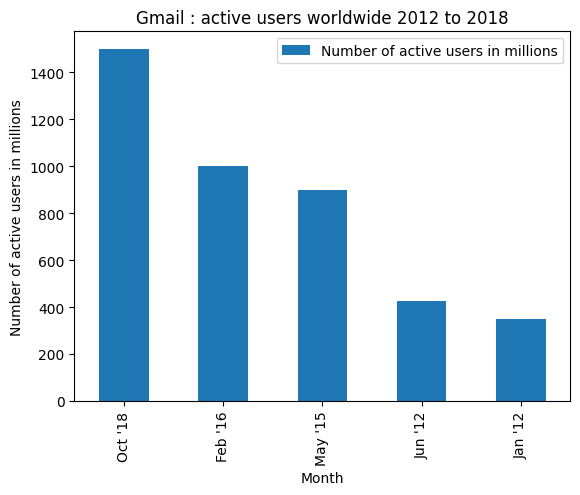 Gmail : active users worldwide 2012 to 2018
Number of active users in millions
Number of active users in millions
1400
1200
1000
800
600
400
200
0
Oct '18
Feb '16
May '15
Jun '12
Jan '12
Month